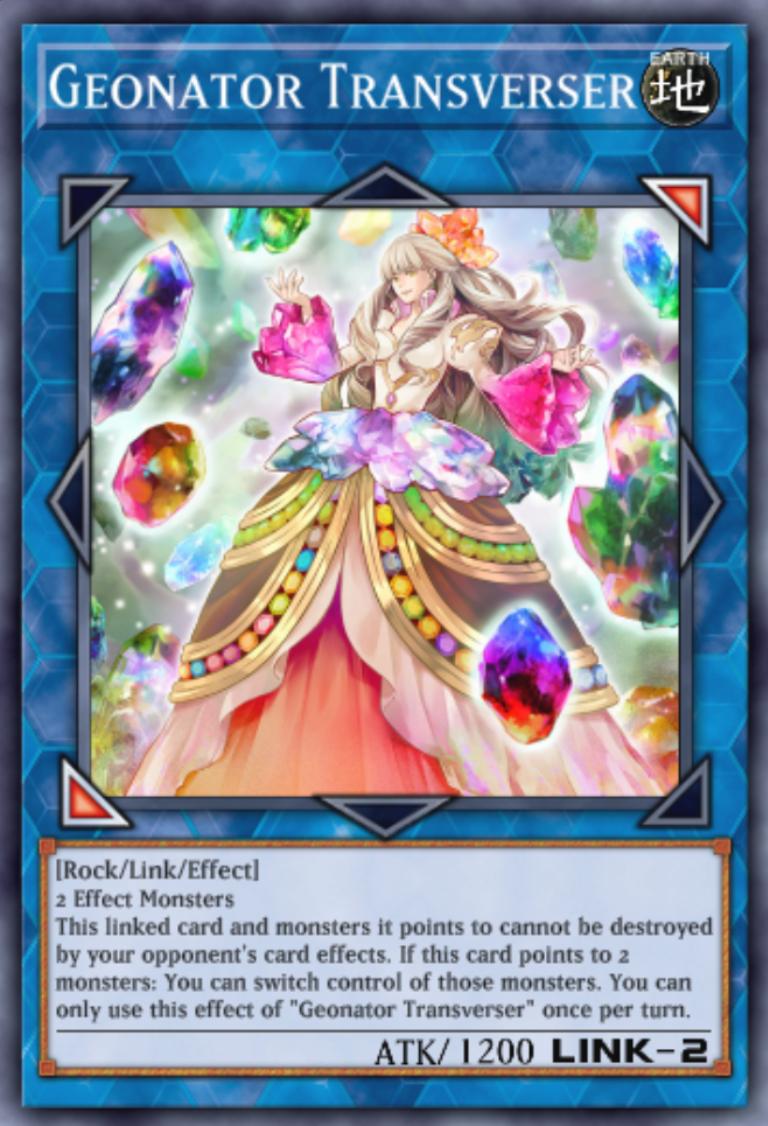 GEONATOR TRANSVERSER
EARTH
地
[Rock/Link/Effect]
2 Effect Monsters
This linked card and monsters it points to cannot be destroyed
by your opponent's card effects. If this card points to 2
monsters: You can switch control of those monsters. You can
only use this effect of "Geonator Transverser" once per turn.
ATK/ 1200 LINK-2